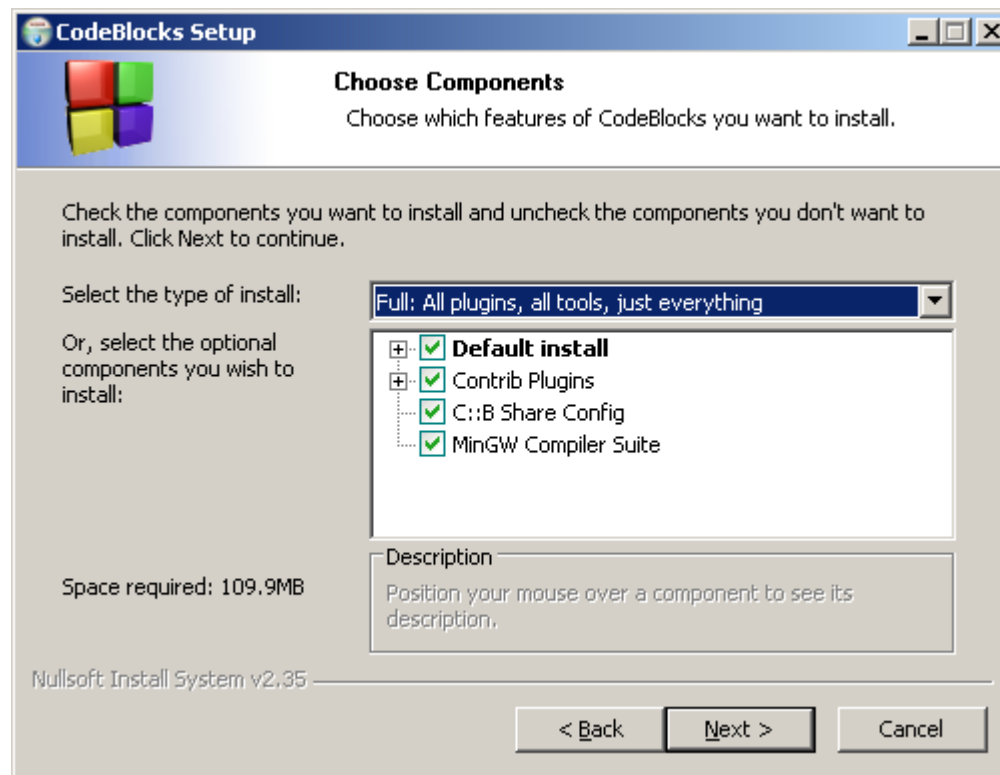 CodeBlocks Setup
Choose Components
Choose which features of CodeBlocks you want to install.
Check the components you want to install and uncheck the components you don't want to
install. Click Next to continue.
Select the type of install:
Full: All plugins, all tools, just everything
Or, select the optional
components you wish to
install:
Default install
Contrib Plugins
C::B Share Config
MinGW Compiler Suite
Space required: 109.9MB
Description
Position your mouse over a component to see its
description.
Nullsoft Install System v2.35
< Back
Next >
Cancel